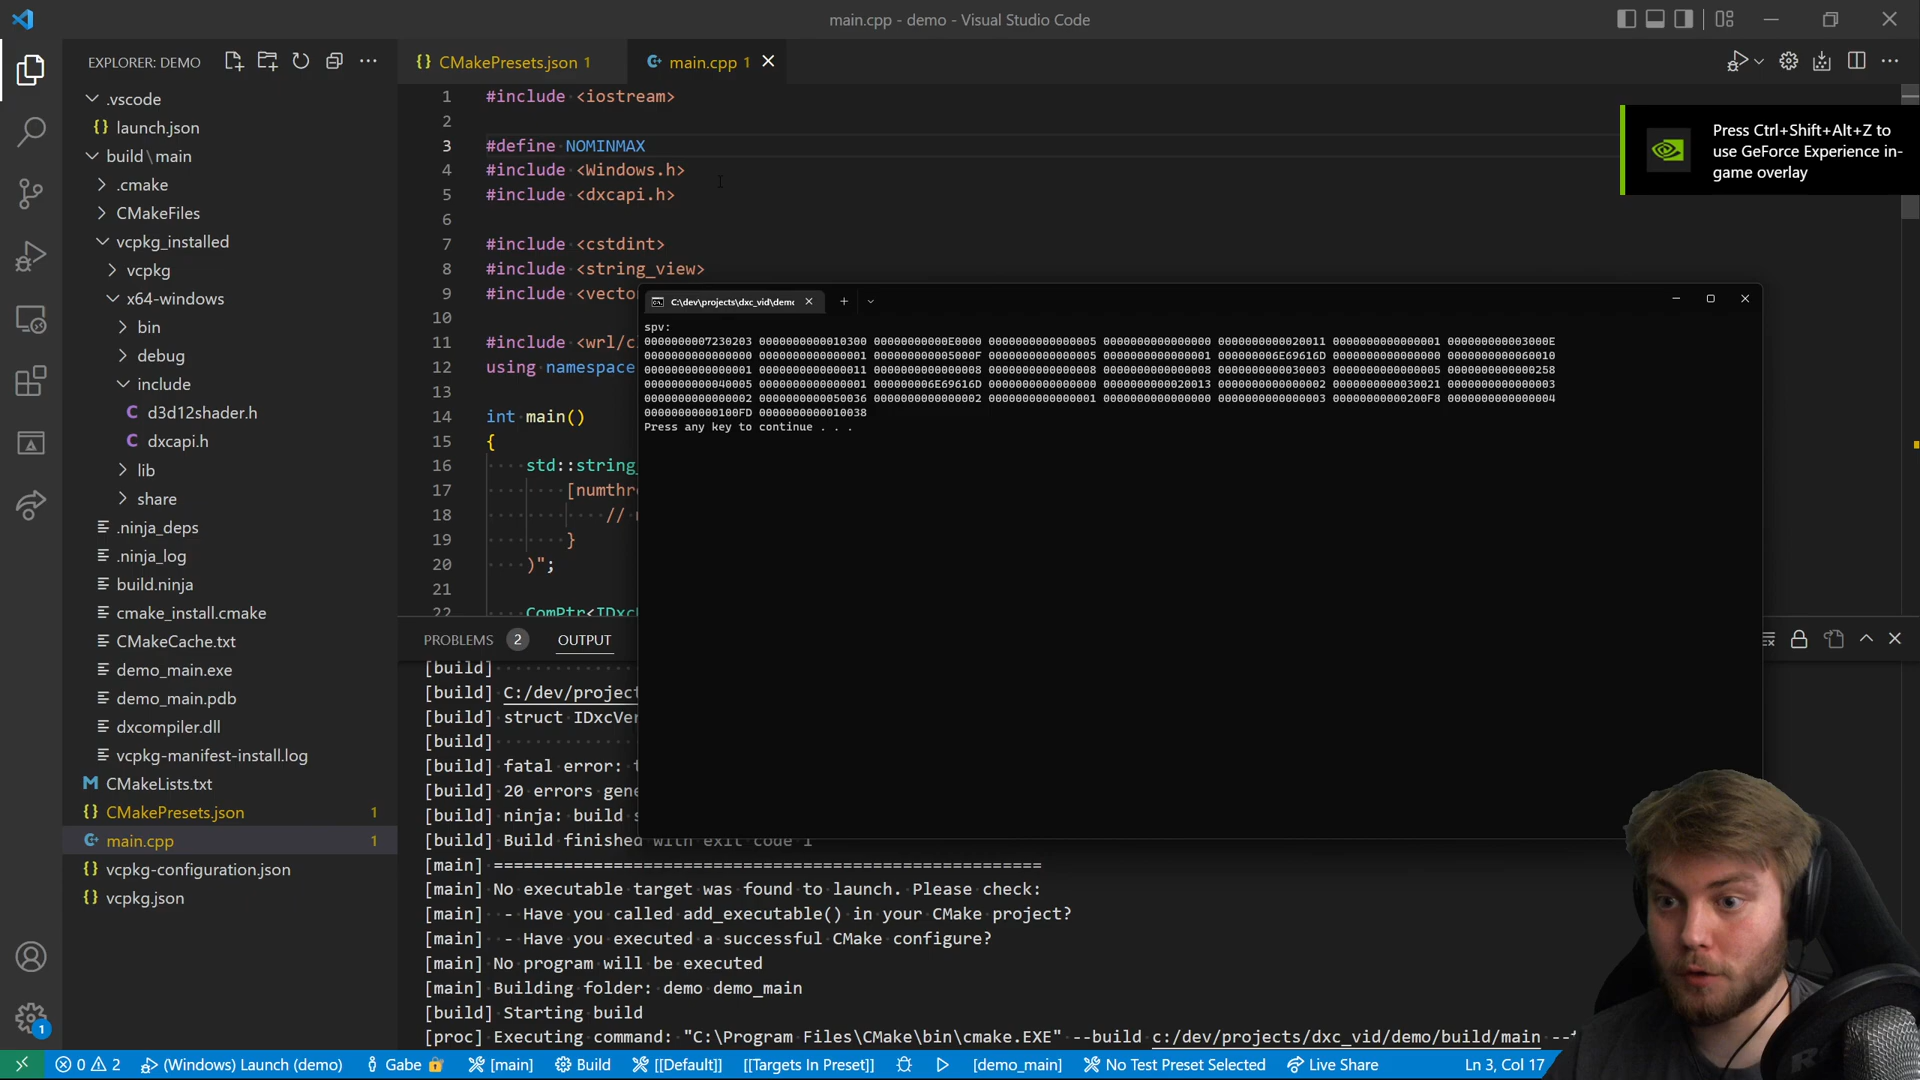 main.cpp - demo - Visual Studio Code
EXPLORER: DEMO
.vscode
launch.json
build\main
.cmake
CMakeFiles
vcpkg_installed
vcpkg
x64-windows
bin
debug
include
d3d12shader.h
dxcapi.h
lib
share
.ninja_deps
.ninja_log
build.ninja
cmake_install.cmake
CMakeCache.txt
demo_main.exe
demo_main.pdb
dxcompiler.dll
vcpkg-manifest-install.log
CMakeLists.txt
CMakePresets.json 1
main.cpp 1
vcpkg-configuration.json
vcpkg.json
CMakePresets.json 1
main.cpp 1
1 #include <iostream>
2
3 #define NOMINMAX
4 #include <Windows.h>
5 #include <dxcapi.h>
6
7 #include <cstdint>
8 #include <string_view>
9 #include <vecto
10
11 #include <wrl/c
12 using namespace
13
14 int main()
15 {
16 std::string
17 [numthre
18 //
19 }
20 )";
21
22 ComPtr<IDxc
Press Ctrl+Shift+Alt+Z to
use GeForce Experience in-
game overlay
C:\dev\projects\dxc_vid\demo
spv:
0000000007230203 0000000000010300 00000000000E0000 0000000000000005 0000000000000000 0000000000020011 0000000000000001 000000000003000E
0000000000000000 0000000000000001 000000000005000F 0000000000000005 0000000000000001 000000006E69616D 0000000000000000 0000000000060010
0000000000000001 0000000000000011 0000000000000008 0000000000000008 0000000000000008 0000000000030003 0000000000000005 0000000000000258
0000000000040005 0000000000000001 000000006E69616D 0000000000000000 0000000000020013 0000000000000002 0000000000030021 0000000000000003
0000000000000002 0000000000050036 0000000000000002 0000000000000001 0000000000000000 0000000000000003 00000000000200F8 0000000000000004
00000000000100FD 0000000000010038
Press any key to continue . . .
PROBLEMS 2 OUTPUT
[build]
[build] C:/dev/project
[build] struct IDxcVer
[build]
[build] fatal error:
[build] 20 errors gene
[build] ninja: build s
[build] Build finished with exit code 1
[main] =======================================================
[main] No executable target was found to launch. Please check:
[main] - Have you called add_executable() in your CMake project?
[main] - Have you executed a successful CMake configure?
[main] No program will be executed
[main] Building folder: demo demo_main
[build] Starting build
[proc] Executing command: "C:\Program Files\CMake\bin\cmake.EXE" --build c:/dev/projects/dxc_vid/demo/build/main --t
1
0 2 (Windows) Launch (demo) Gabe [main] Build [[Default]] [[Targets In Preset]] [demo_main] No Test Preset Selected Live Share Ln 3, Col 17